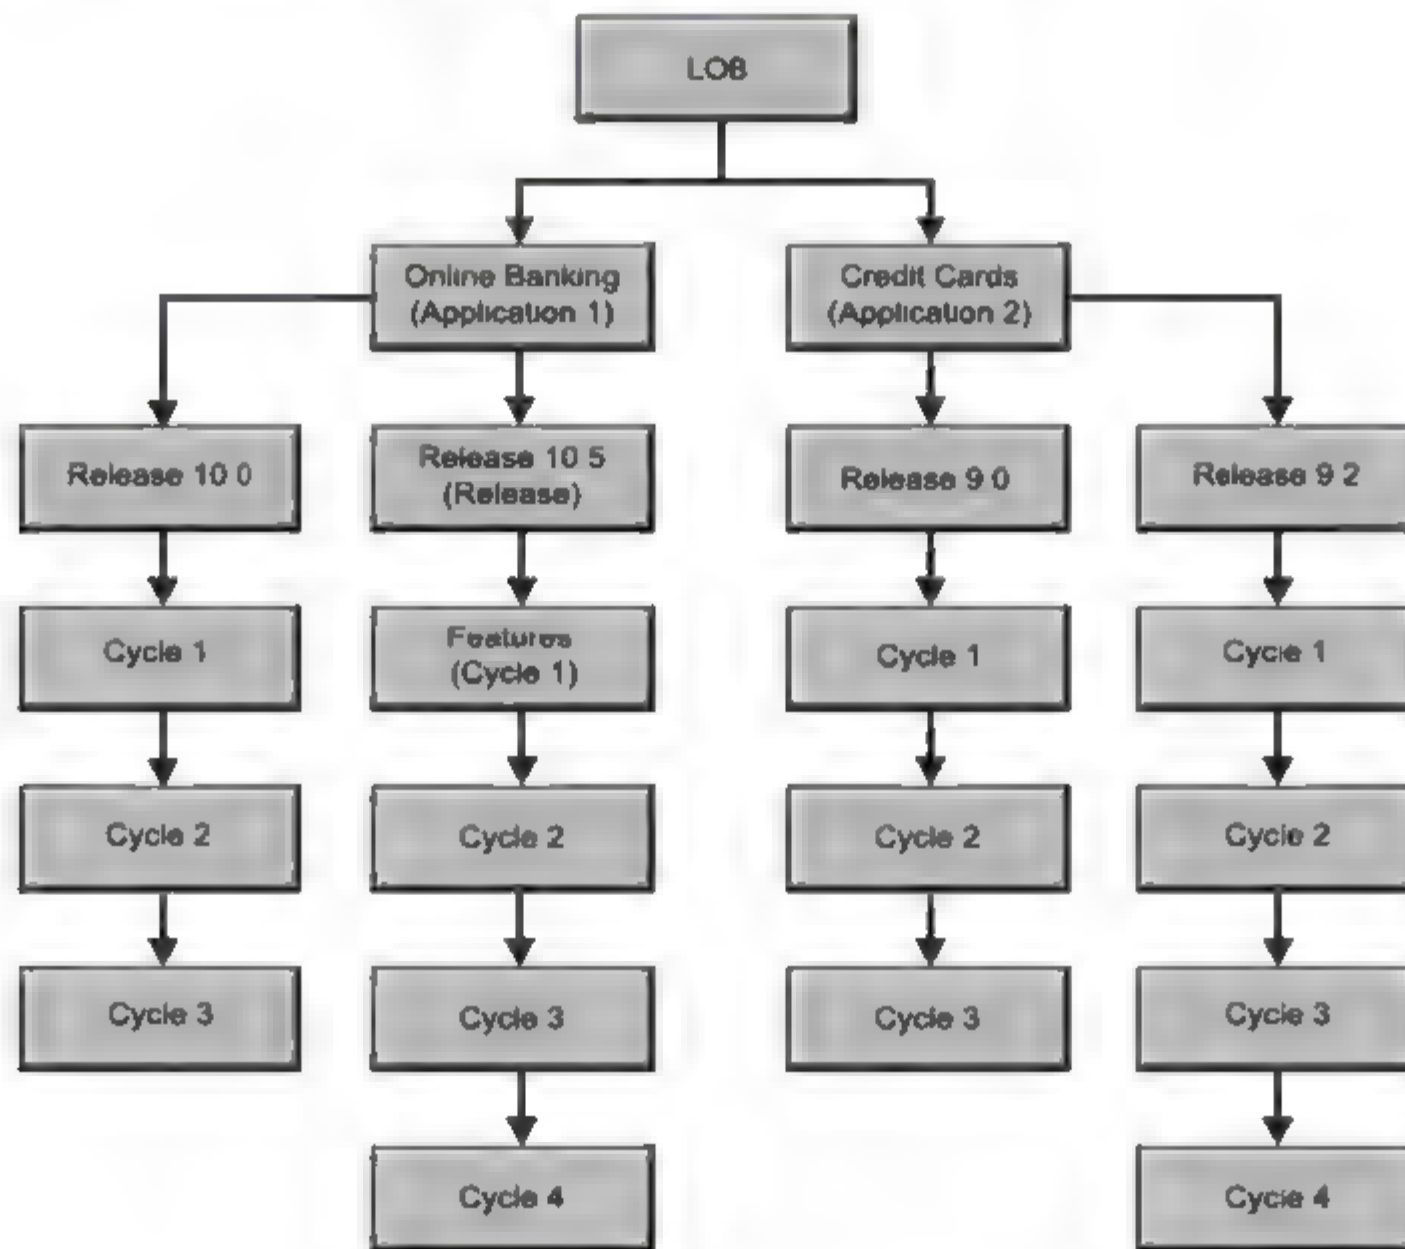 LOB
Online Banking
(Application 1)
Credit Cards
(Application 2)
Release 10 0
Release 10 5
(Release)
Release 9 0
Release 9 2
Cycle 1
Features
(Cycle 1)
Cycle 1
Cycle 1
Cycle 2
Cycle 2
Cycle 2
Cycle 2
Cycle 3
Cycle 3
Cycle 3
Cycle 3
Cycle 4
Cycle 4